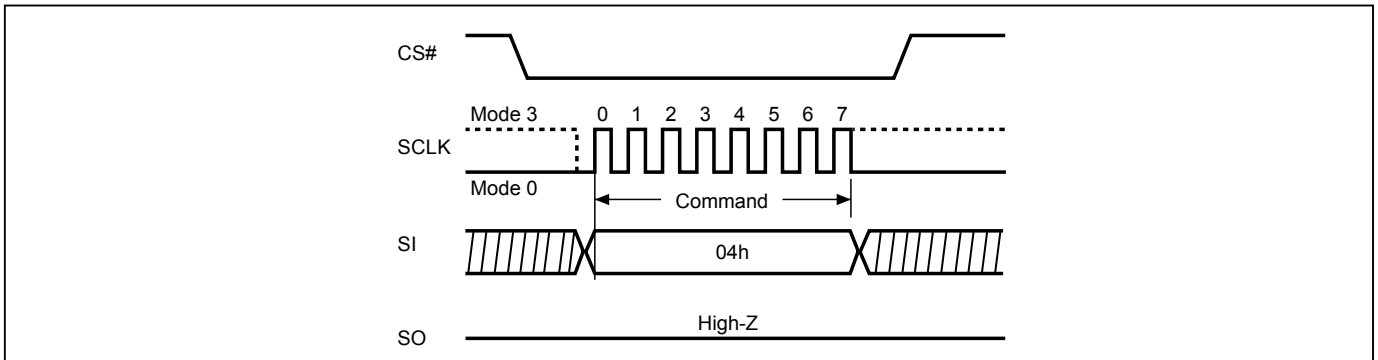 CS#
Mode 3 0 1 2 3 4 5 6 7
SCLK
Mode 0
Command
SI
04h
High-Z
SO